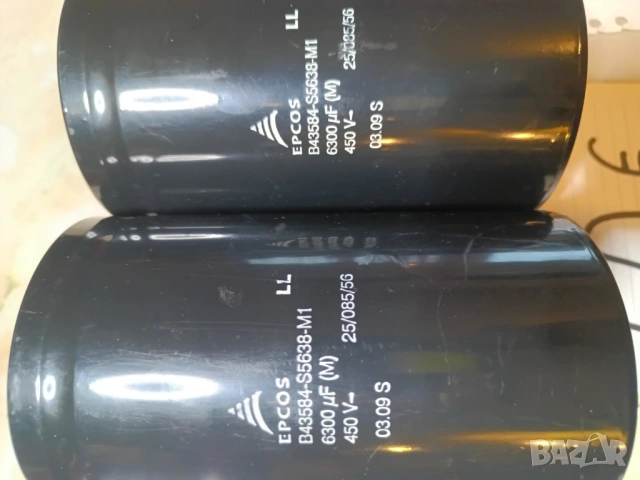 EPCOS LL
B43584-S5638-M1
6300 µF (M)
450 V⎓ 25/085/56
03.09 S
EPCOS LL
B43584-S5638-M1
6300 µF (M)
450 V⎓ 25/085/56
03.09 S
BAZAR